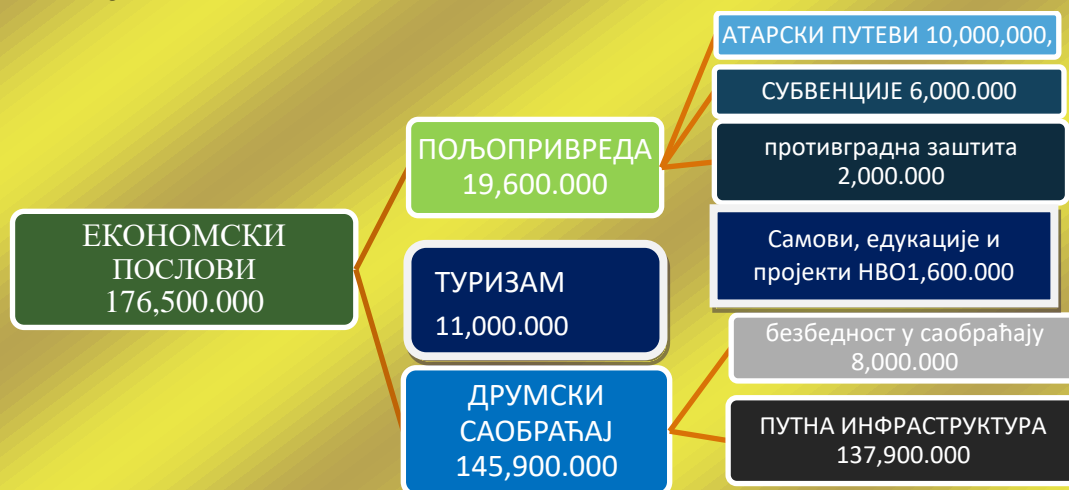 ЕКОНОМСКИ
ПОСЛОВИ
176,500.000
ПОЉОПРИВРЕДА
19,600.000
АТАРСКИ ПУТЕВИ 10,000,000,
СУБВЕНЦИЈЕ 6,000.000
противградна заштита
2,000.000
Самови, едукације и
пројекти НВО1,600.000
ТУРИЗАМ
11,000.000
ДРУМСКИ
САОБРАЋАЈ
145,900.000
безбедност у саобраћају
8,000.000
ПУТНА ИНФРАСТРУКТУРА
137,900.000